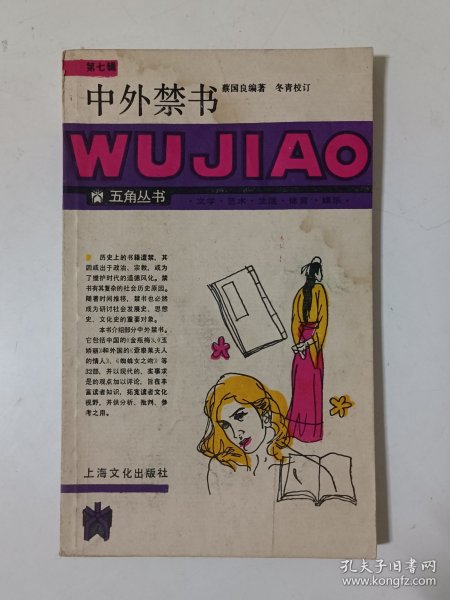 第七辑
中外禁书
蔡国良编著 冬青校订
WUJIAO
五角丛书
·文学·艺术·生活·体育·娱乐·
历史上的书籍遭禁，其
因或出于政治、宗教，或为
了维护时代的道德风化。禁
书有其复杂的社会历史原因。
随着时间推移，禁书也必然
成为研讨社会发展史、思想
史、文化史的重要对象。
本书介绍部分中外禁书。
它包括中国的《金瓶梅》、《玉
娇丽》和外国的《查泰莱夫人
的情人》、《蜘蛛女之吻》等
32部，并以现代的、实事求
是的观点加以评论，旨在丰
富读者知识，拓宽读者文化
视野，并供分析、批判、参
考之用。
上海文化出版社
孔夫子旧书网
www.kongfz.com